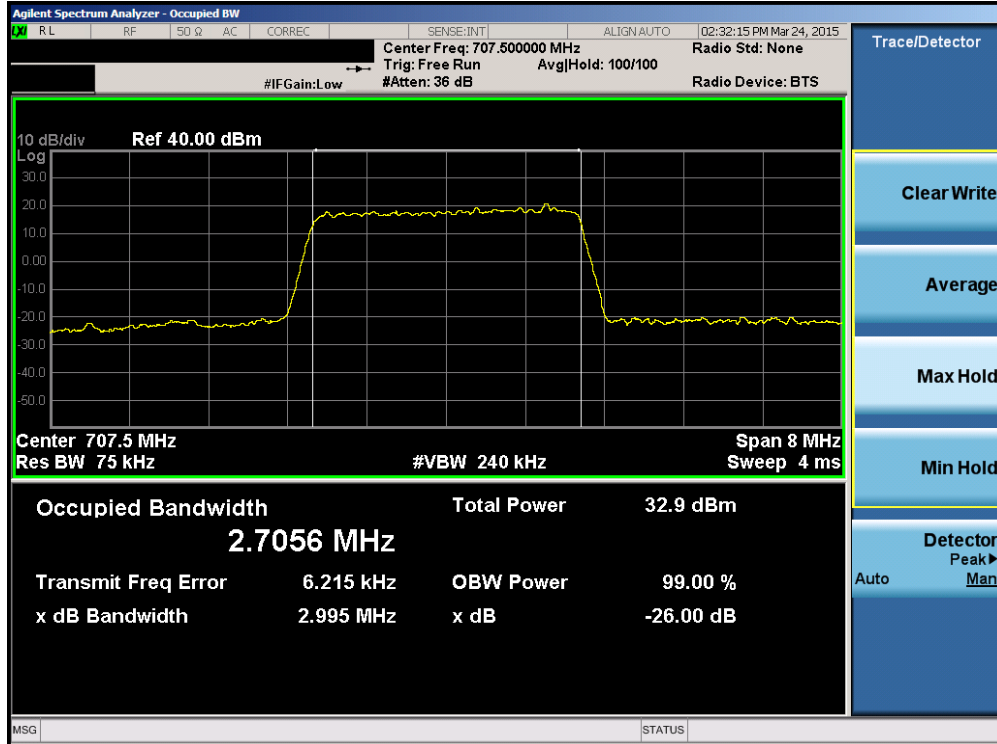 Agilent Spectrum Analyzer - Occupied BW
LXI RL RF 50 Ω AC CORREC SENSE:INT ALIGN AUTO 02:32:15 PM Mar 24, 2015
Center Freq: 707.500000 MHz Radio Std: None
Trig: Free Run Avg|Hold: 100/100
#IFGain:Low #Atten: 36 dB Radio Device: BTS
10 dB/div Ref 40.00 dBm
Log
30.0
20.0
10.0
0.00
-10.0
-20.0
-30.0
-40.0
-50.0
Center 707.5 MHz Span 8 MHz
Res BW 75 kHz #VBW 240 kHz Sweep 4 ms
Occupied Bandwidth Total Power 32.9 dBm
2.7056 MHz
Transmit Freq Error 6.215 kHz OBW Power 99.00 %
x dB Bandwidth 2.995 MHz x dB -26.00 dB
MSG STATUS
Trace/Detector
Clear Write
Average
Max Hold
Min Hold
Detector
Peak▶
Auto Man